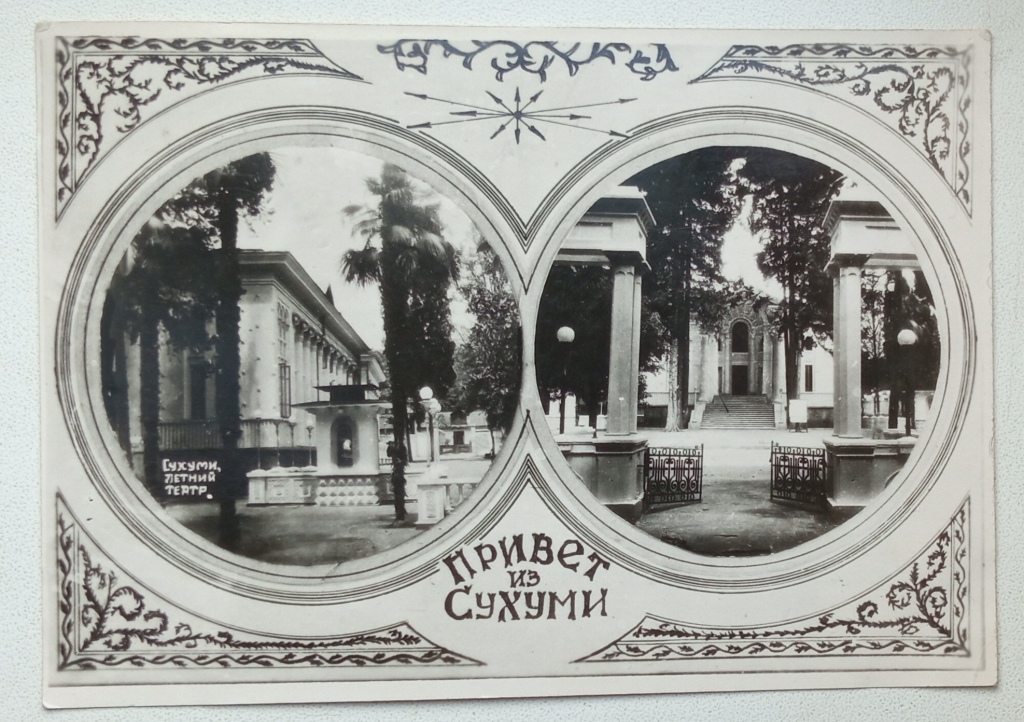 Сухуми,
летний
театр.
Привет
из
Сухуми